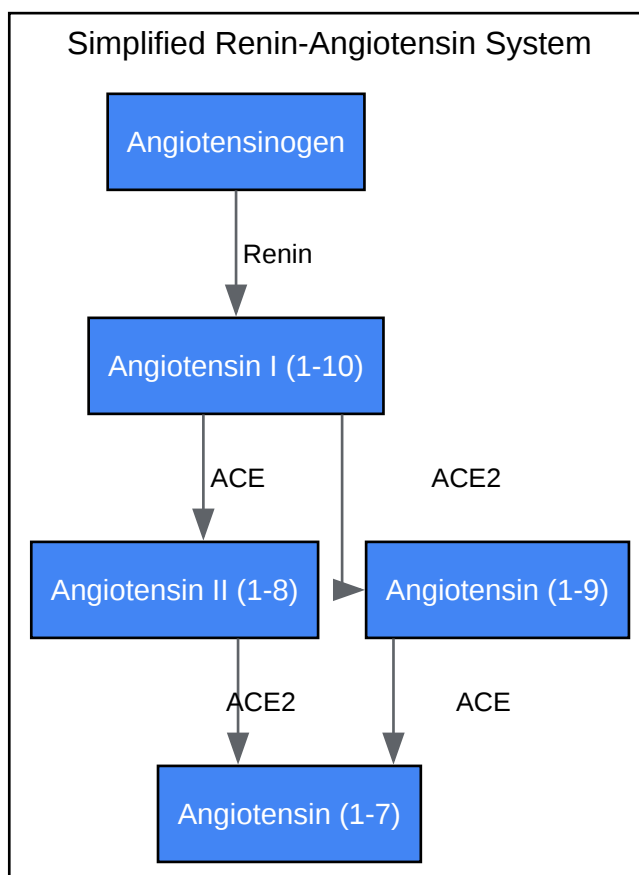 Simplified Renin-Angiotensin System
Angiotensinogen
Renin
Angiotensin I (1-10)
ACE
ACE2
Angiotensin II (1-8)
Angiotensin (1-9)
ACE2
ACE
Angiotensin (1-7)